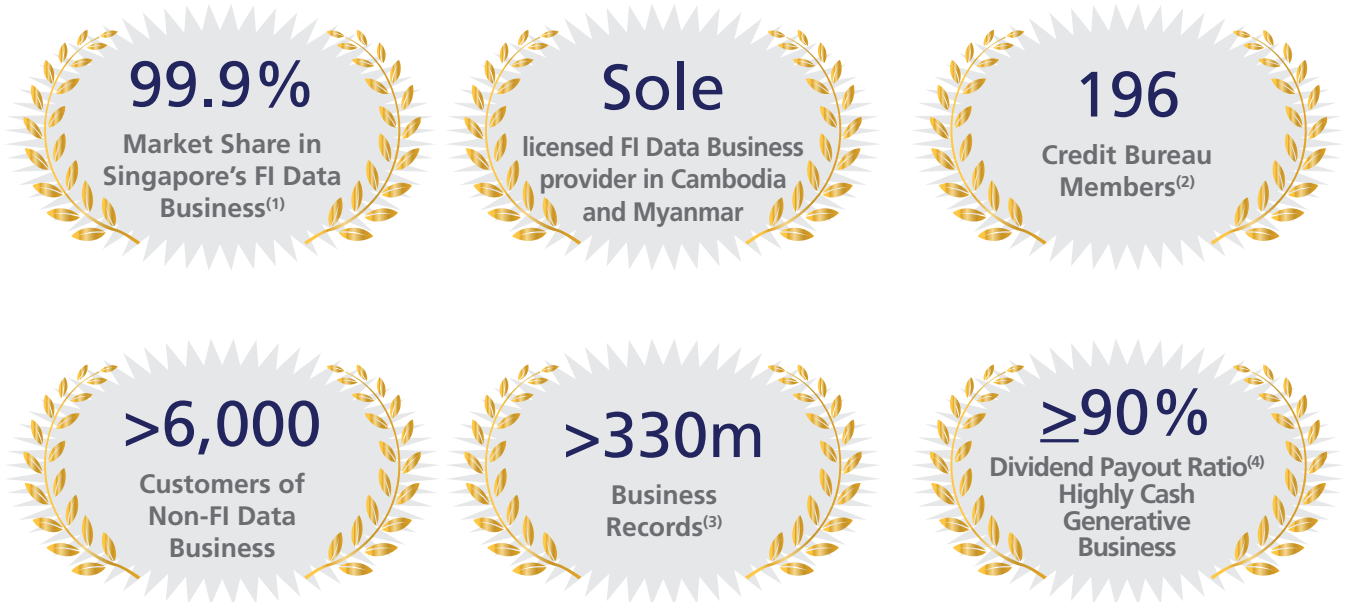 99.9%
Market Share in
Singapore’s FI Data
Business(1)
Sole
licensed FI Data Business
provider in Cambodia
and Myanmar
196
Credit Bureau
Members(2)
>6,000
Customers of
Non-FI Data
Business
>330m
Business
Records(3)
≥90%
Dividend Payout Ratio(4)
Highly Cash
Generative
Business